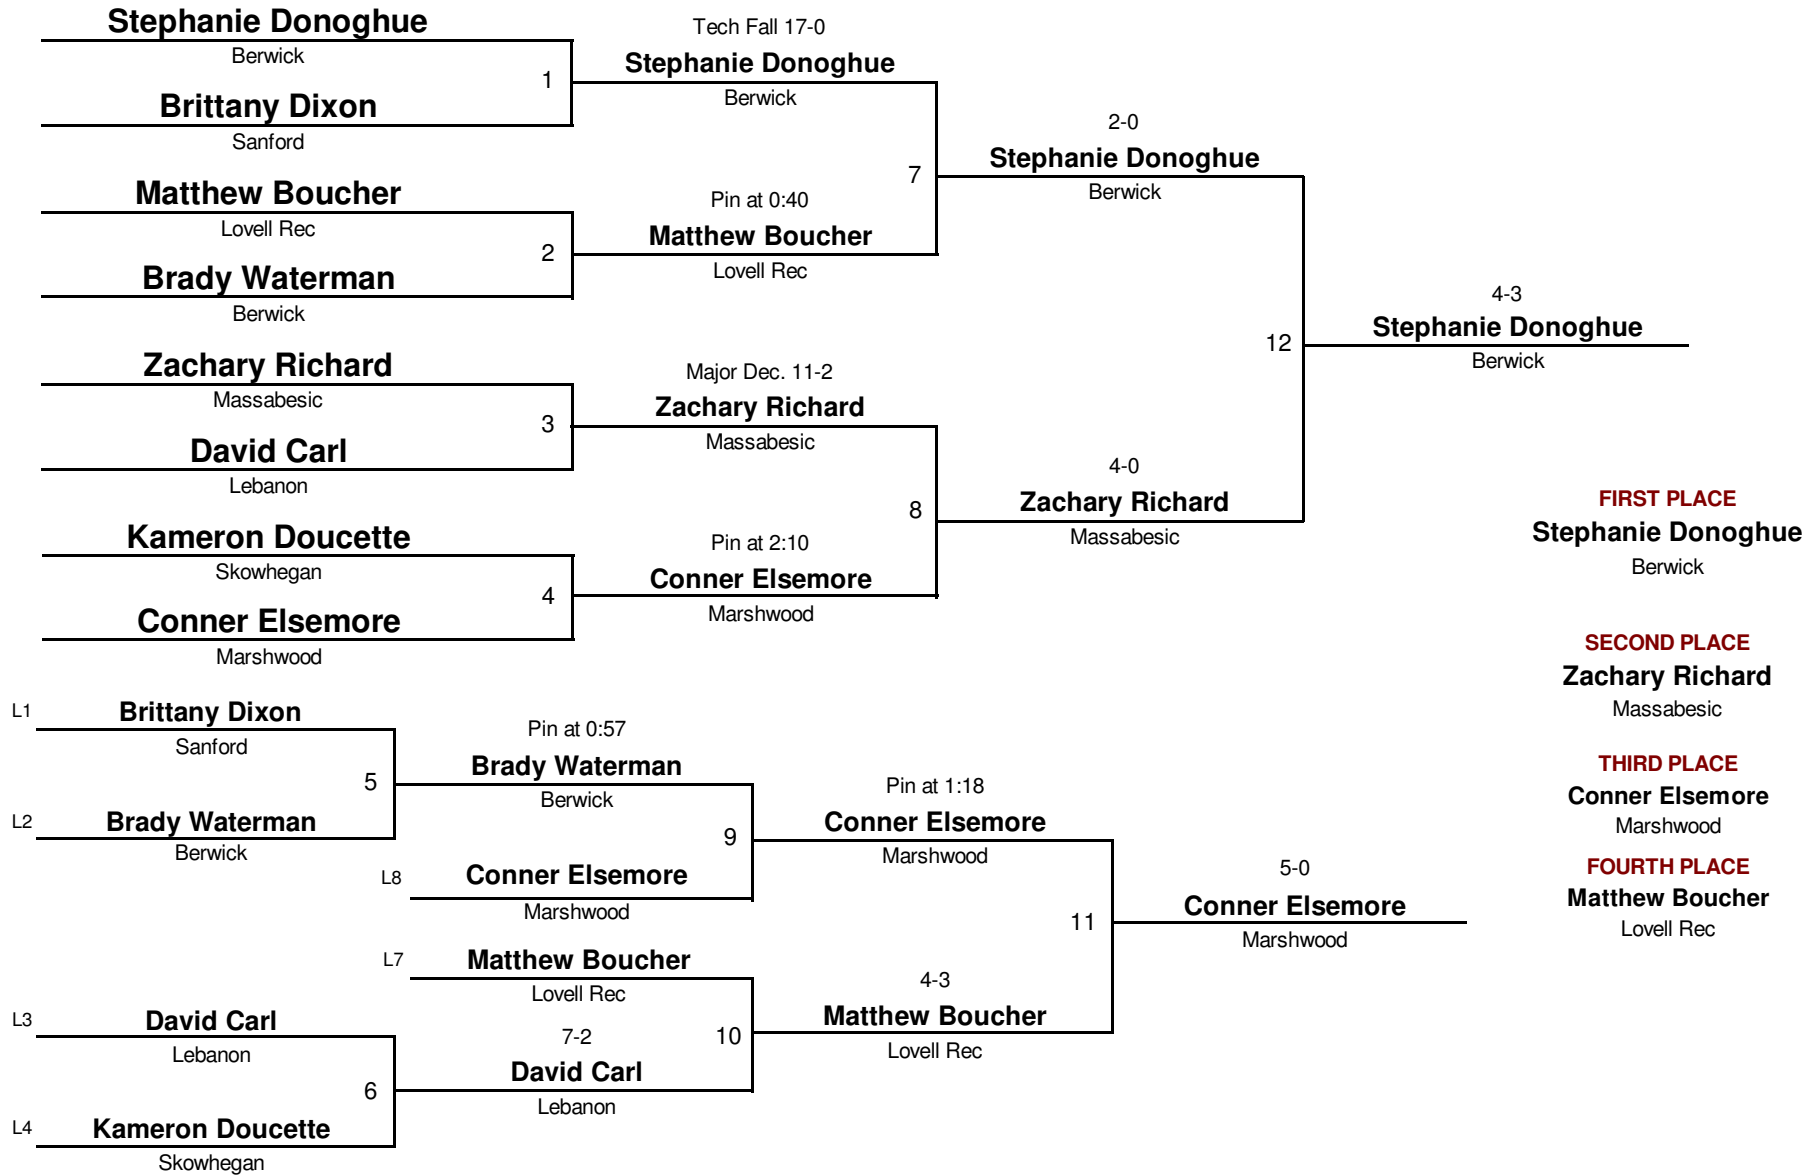 Stephanie Donoghue
Berwick
1
Brittany Dixon
Sanford
Matthew Boucher
Lovell Rec
2
Brady Waterman
Berwick
Zachary Richard
Massabesic
3
David Carl
Lebanon
Kameron Doucette
Skowhegan
4
Conner Elsemore
Marshwood
Tech Fall 17-0
Stephanie Donoghue
Berwick
7
Pin at 0:40
Matthew Boucher
Lovell Rec
Major Dec. 11-2
Zachary Richard
Massabesic
8
Pin at 2:10
Conner Elsemore
Marshwood
2-0
Stephanie Donoghue
Berwick
12
4-0
Zachary Richard
Massabesic
4-3
Stephanie Donoghue
Berwick
L1
Brittany Dixon
Sanford
5
L2
Brady Waterman
Berwick
L3
David Carl
Lebanon
6
L4
Kameron Doucette
Skowhegan
Pin at 0:57
Brady Waterman
Berwick
9
L8
Conner Elsemore
Marshwood
L7
Matthew Boucher
Lovell Rec
10
7-2
David Carl
Lebanon
Pin at 1:18
Conner Elsemore
Marshwood
11
4-3
Matthew Boucher
Lovell Rec
5-0
Conner Elsemore
Marshwood
FIRST PLACE
Stephanie Donoghue
Berwick
SECOND PLACE
Zachary Richard
Massabesic
THIRD PLACE
Conner Elsemore
Marshwood
FOURTH PLACE
Matthew Boucher
Lovell Rec